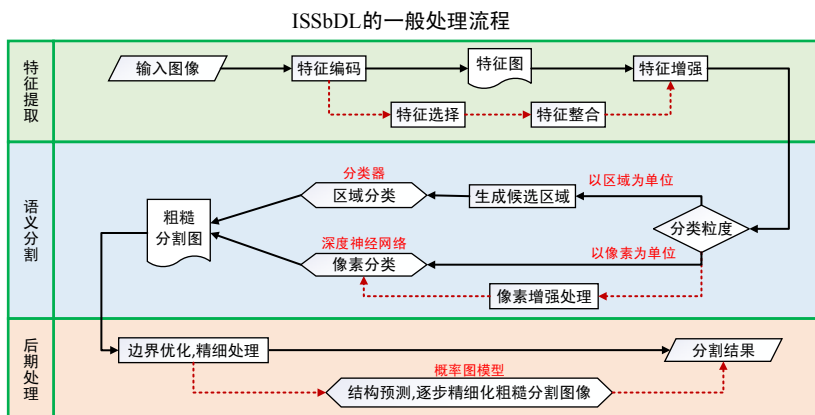 ISSbDL的一般处理流程
特征提取
输入图像
特征编码
特征图
特征增强
特征选择
特征整合
语义分割
分类器
区域分类
生成候选区域
以区域为单位
粗糙
分割图
分类粒度
深度神经网络
像素分类
以像素为单位
像素增强处理
后期处理
边界优化,精细处理
分割结果
概率图模型
结构预测,逐步精细化粗糙分割图像